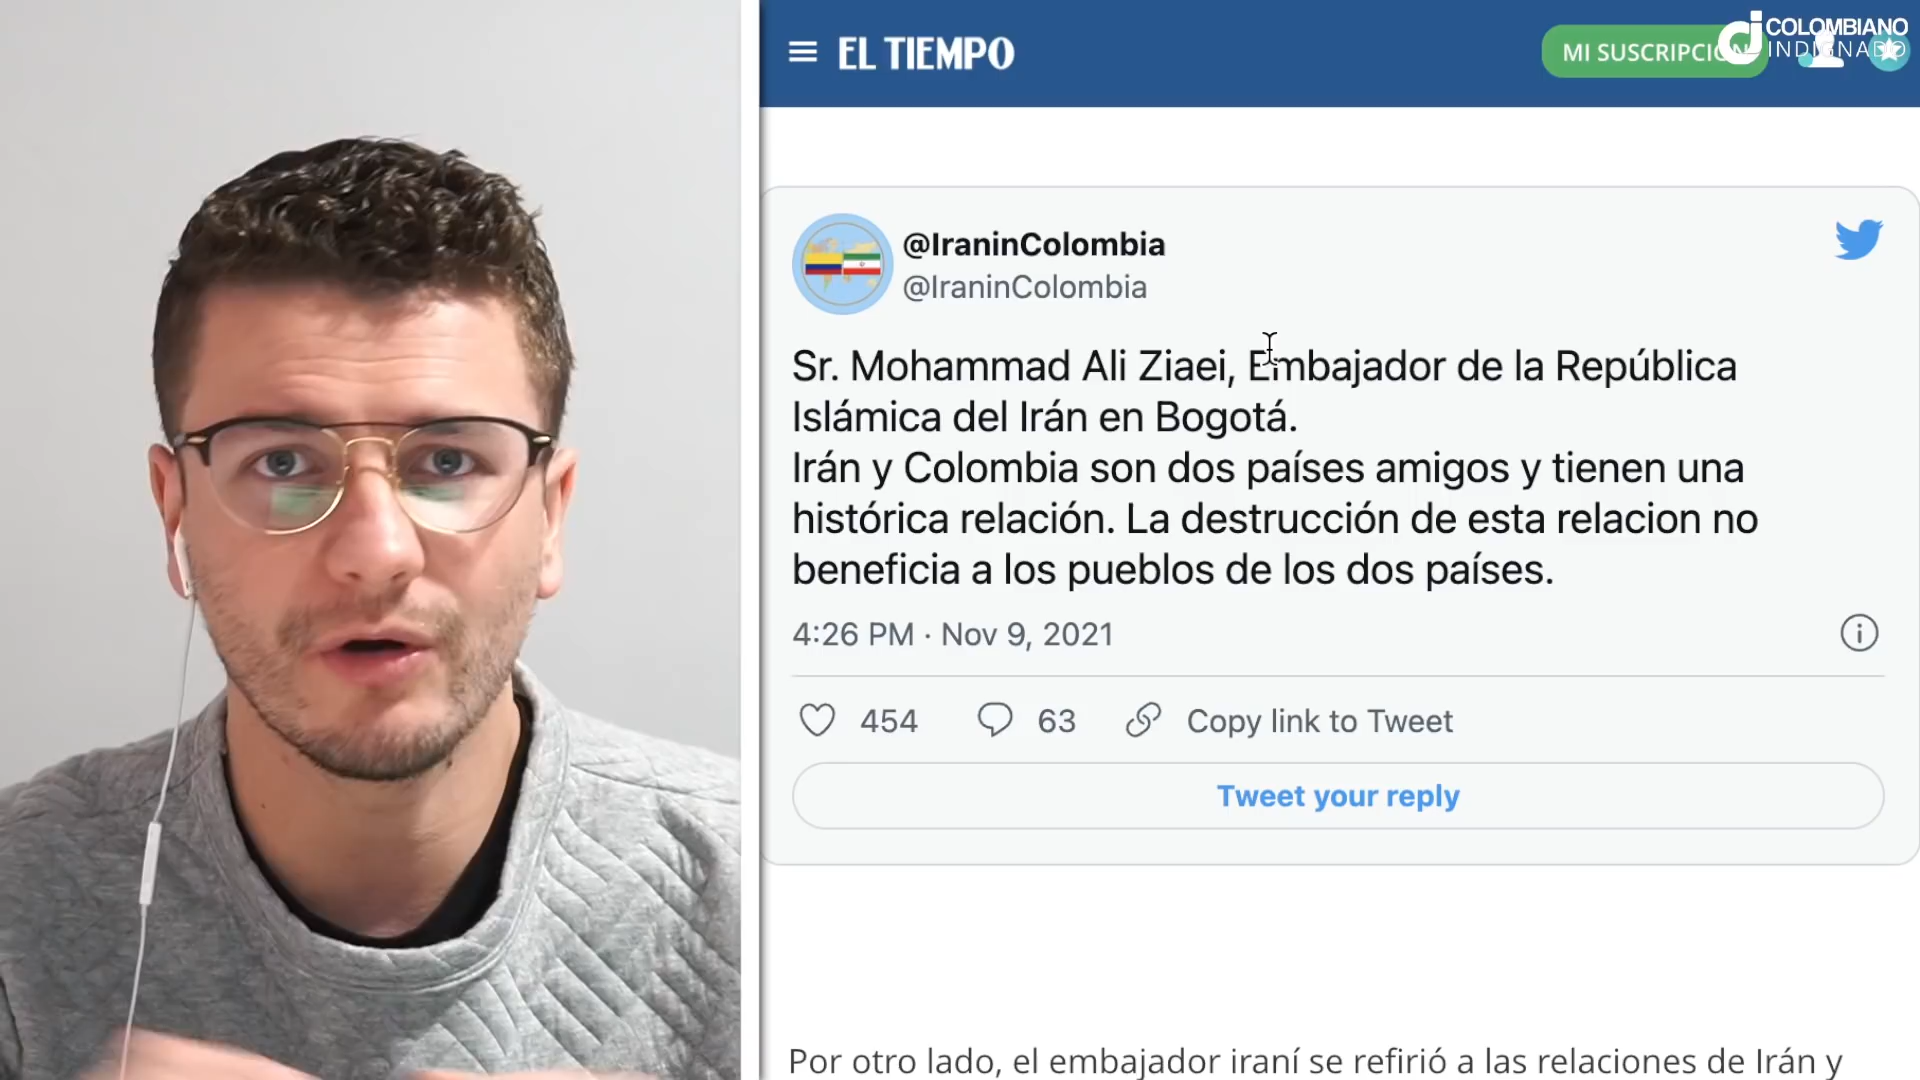 EL TIEMPO
MI SUSCRIPCIÓN
COLOMBIANO
INDIGNADO
@IraninColombia
@IraninColombia
Sr. Mohammad Ali Ziaei, Embajador de la República
Islámica del Irán en Bogotá.
Irán y Colombia son dos países amigos y tienen una
histórica relación. La destrucción de esta relacion no
beneficia a los pueblos de los dos países.
4:26 PM · Nov 9, 2021
454
63
Copy link to Tweet
Tweet your reply
Por otro lado, el embajador iraní se refirió a las relaciones de Irán y